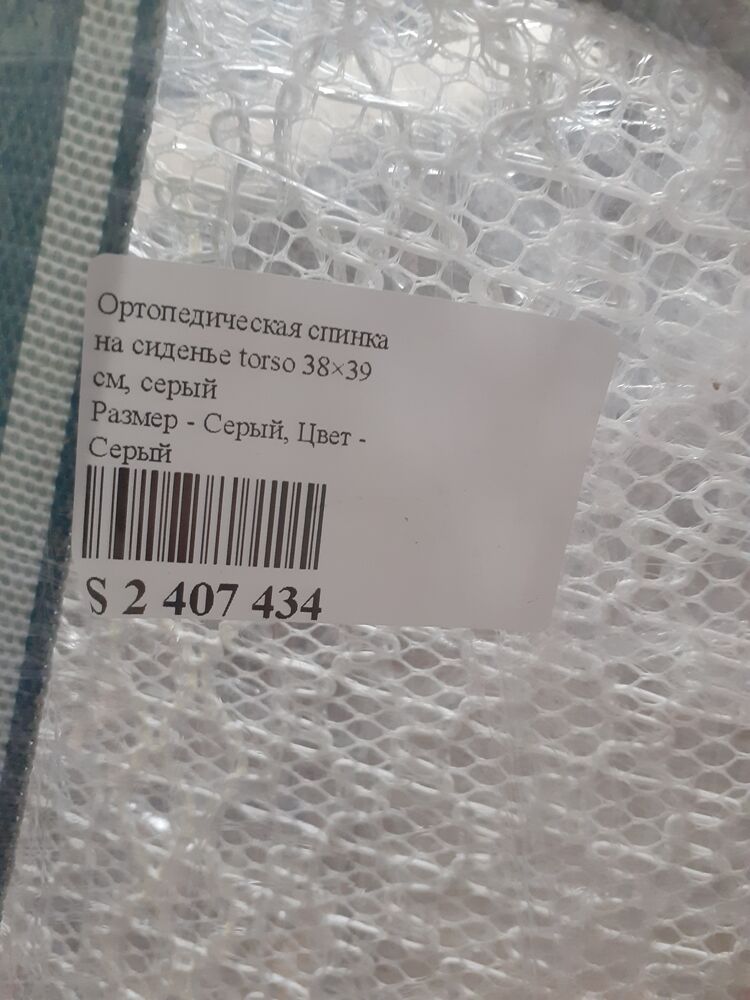 Ортопедическая спинка
на сиденье torso 38×39
см, серый
Размер - Серый, Цвет -
Серый
S 2 407 434